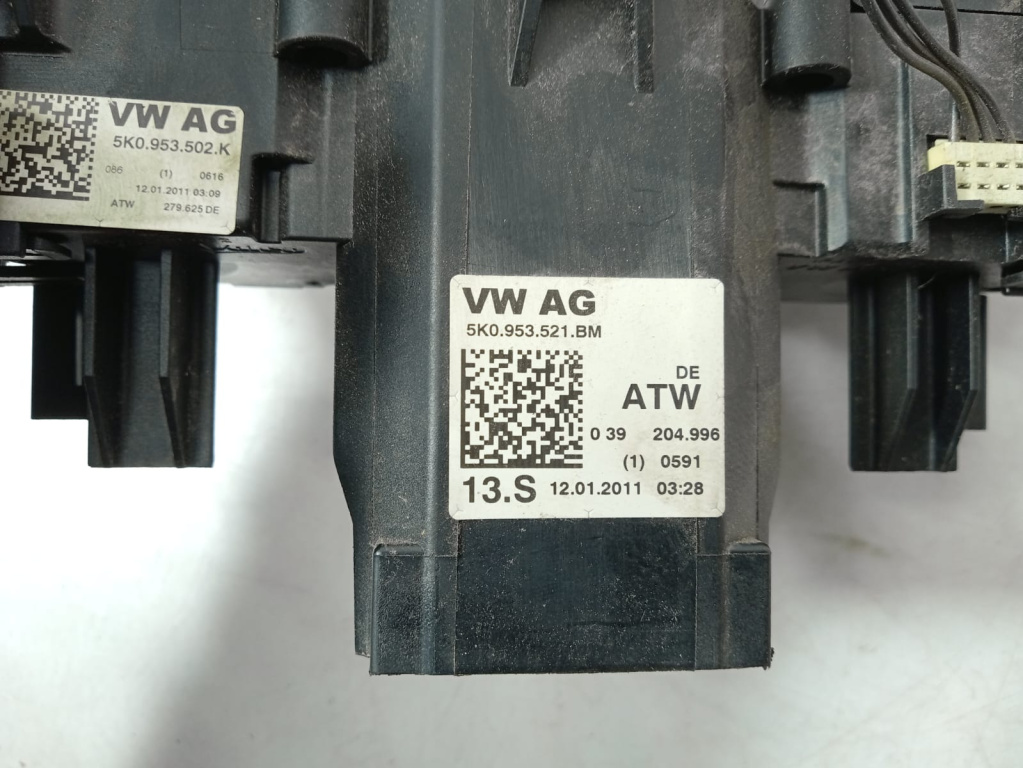 VW AG
5K0.953.502.K
086 (1) 0616
12.01.2011 03:09
ATW 279.625 DE
VW AG
5K0.953.521.BM
DE
ATW
0 39 204.996
(1) 0591
13.S 12.01.2011 03:28